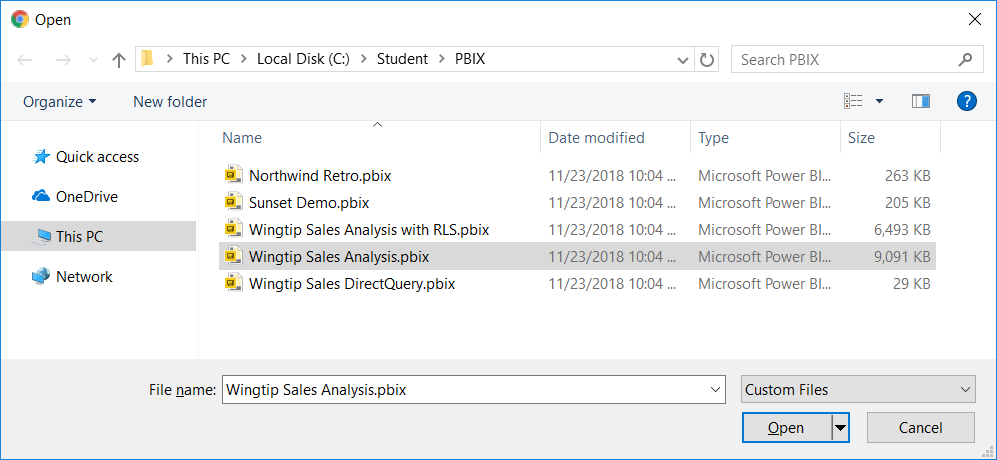 Open
This PC > Local Disk (C:) > Student > PBIX
Search PBIX
Organize
New folder
?
Quick access
OneDrive
This PC
Network
Name Date modified Type Size
Northwind Retro.pbix 11/23/2018 10:04 ... Microsoft Power BI... 263 KB
Sunset Demo.pbix 11/23/2018 10:04 ... Microsoft Power BI... 205 KB
Wingtip Sales Analysis with RLS.pbix 11/23/2018 10:04 ... Microsoft Power BI... 6,493 KB
Wingtip Sales Analysis.pbix 11/23/2018 10:04 ... Microsoft Power BI... 9,091 KB
Wingtip Sales DirectQuery.pbix 11/23/2018 10:04 ... Microsoft Power BI... 29 KB
File name: Wingtip Sales Analysis.pbix
Custom Files
Open
Cancel